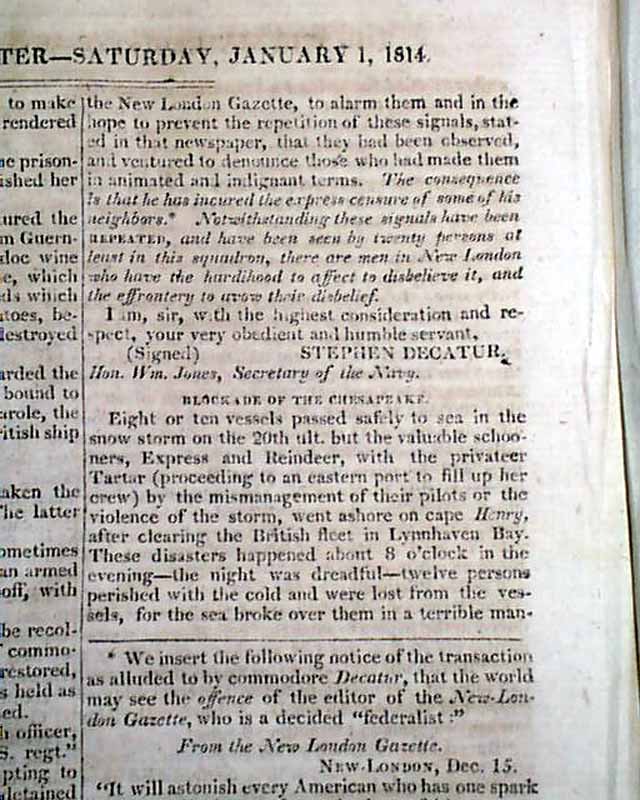 TER—SATURDAY, JANUARY 1, 1814.
to make
rendered
prison-
ished her
ured the
m Guern-
doc wine
e, which
ds which
toes, be-
destroyed
arded the
bound to
arole, the
ritish ship
aken the
The latter
ometimes
an armed
off, with
be recol-
commo-
restored,
s held as
ed.
h officer,
S. regt."
pting to
detained
the New London Gazette, to alarm them and in the
hope to prevent the repetition of these signals, stat-
ed in that newspaper, that they had been observed,
and ventured to denounce those who had made them
in animated and indignant terms. The consequence
is that he has incured the express censure of some of his
neighbors.* Notwithstanding these signals have been
REPEATED, and have been seen by twenty persons at
least in this squadron, there are men in New London
who have the hardihood to affect to disbelieve it, and
the effrontery to avow their disbelief.
I am, sir, with the highest consideration and re-
spect, your very obedient and humble servant,
(Signed) STEPHEN DECATUR.
Hon. Wm. Jones, Secretary of the Navy.
BLOCKADE OF THE CHESAPEAKE.
Eight or ten vessels passed safely to sea in the
snow storm on the 20th ult. but the valuable schoo-
ners, Express and Reindeer, with the privateer
Tartar (proceeding to an eastern port to fill up her
crew) by the mismanagement of their pilots or the
violence of the storm, went ashore on cape Henry,
after clearing the British fleet in Lynnhaven Bay.
These disasters happened about 8 o'clock in the
evening—the night was dreadful—twelve persons
perished with the cold and were lost from the ves-
sels, for the sea broke over them in a terrible man-
* We insert the following notice of the transaction
as alluded to by commodore Decatur, that the world
may see the offence of the editor of the New-Lon-
don Gazette, who is a decided "federalist:"
From the New London Gazette.
NEW-LONDON, Dec. 15.
"It will astonish every American who has one spark